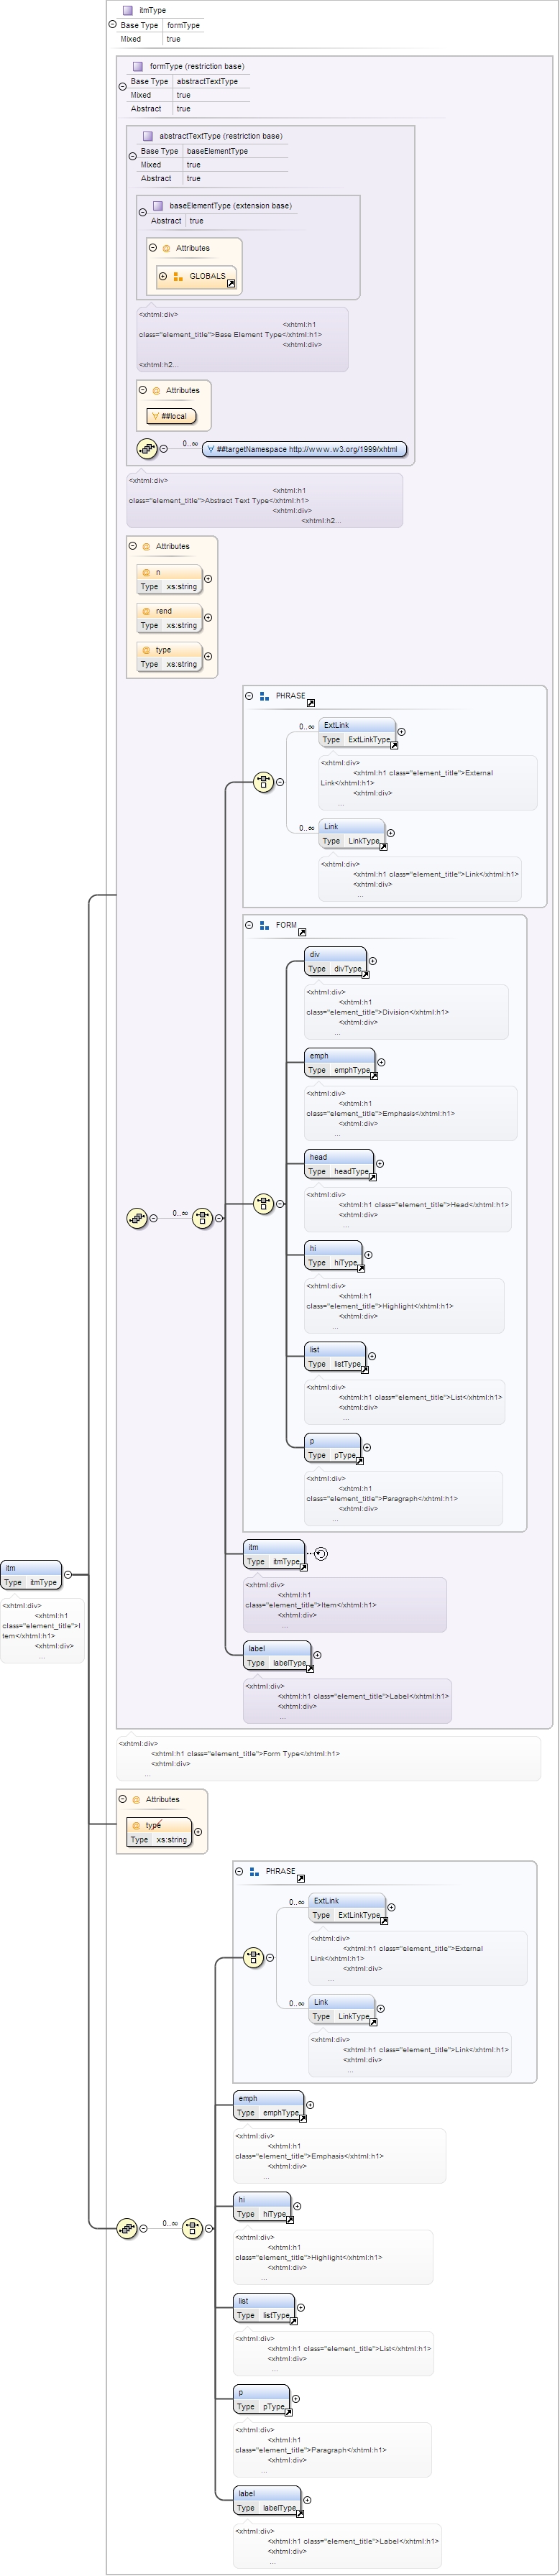 itmType
Base Type formType
Mixed true
formType (restriction base)
Base Type abstractTextType
Mixed true
Abstract true
abstractTextType (restriction base)
Base Type baseElementType
Mixed true
Abstract true
baseElementType (extension base)
Abstract true
@ Attributes
GLOBALS
<xhtml:div>
<xhtml:h1
class="element_title">Base Element Type</xhtml:h1>
<xhtml:div>
<xhtml:h2...
@ Attributes
##local
0..∞
##targetNamespace http://www.w3.org/1999/xhtml
<xhtml:div>
<xhtml:h1
class="element_title">Abstract Text Type</xhtml:h1>
<xhtml:div>
<xhtml:h2...
@ Attributes
@ n
Type xs:string
@ rend
Type xs:string
@ type
Type xs:string
PHRASE
0..∞
ExtLink
Type ExtLinkType
<xhtml:div>
<xhtml:h1 class="element_title">External
Link</xhtml:h1>
<xhtml:div>
...
0..∞
Link
Type LinkType
<xhtml:div>
<xhtml:h1 class="element_title">Link</xhtml:h1>
<xhtml:div>
...
FORM
div
Type divType
<xhtml:div>
<xhtml:h1
class="element_title">Division</xhtml:h1>
<xhtml:div>
...
emph
Type emphType
<xhtml:div>
<xhtml:h1
class="element_title">Emphasis</xhtml:h1>
<xhtml:div>
...
head
Type headType
<xhtml:div>
<xhtml:h1 class="element_title">Head</xhtml:h1>
<xhtml:div>
...
0..∞
hi
Type hiType
<xhtml:div>
<xhtml:h1
class="element_title">Highlight</xhtml:h1>
<xhtml:div>
...
list
Type listType
<xhtml:div>
<xhtml:h1 class="element_title">List</xhtml:h1>
<xhtml:div>
...
p
Type pType
<xhtml:div>
<xhtml:h1
class="element_title">Paragraph</xhtml:h1>
<xhtml:div>
...
itm
Type itmType
<xhtml:div>
<xhtml:h1
class="element_title">Item</xhtml:h1>
<xhtml:div>
...
itm
Type itmType
<xhtml:div>
<xhtml:h1
class="element_title">I
tem</xhtml:h1>
<xhtml:div>
...
label
Type labelType
<xhtml:div>
<xhtml:h1 class="element_title">Label</xhtml:h1>
<xhtml:div>
...
<xhtml:div>
<xhtml:h1 class="element_title">Form Type</xhtml:h1>
<xhtml:div>
...
@ Attributes
@ type
Type xs:string
PHRASE
0..∞
ExtLink
Type ExtLinkType
<xhtml:div>
<xhtml:h1 class="element_title">External
Link</xhtml:h1>
<xhtml:div>
...
0..∞
Link
Type LinkType
<xhtml:div>
<xhtml:h1 class="element_title">Link</xhtml:h1>
<xhtml:div>
...
emph
Type emphType
<xhtml:div>
<xhtml:h1
class="element_title">Emphasis</xhtml:h1>
<xhtml:div>
...
0..∞
hi
Type hiType
<xhtml:div>
<xhtml:h1
class="element_title">Highlight</xhtml:h1>
<xhtml:div>
...
list
Type listType
<xhtml:div>
<xhtml:h1 class="element_title">List</xhtml:h1>
<xhtml:div>
...
p
Type pType
<xhtml:div>
<xhtml:h1
class="element_title">Paragraph</xhtml:h1>
<xhtml:div>
...
label
Type labelType
<xhtml:div>
<xhtml:h1 class="element_title">Label</xhtml:h1>
<xhtml:div>
...